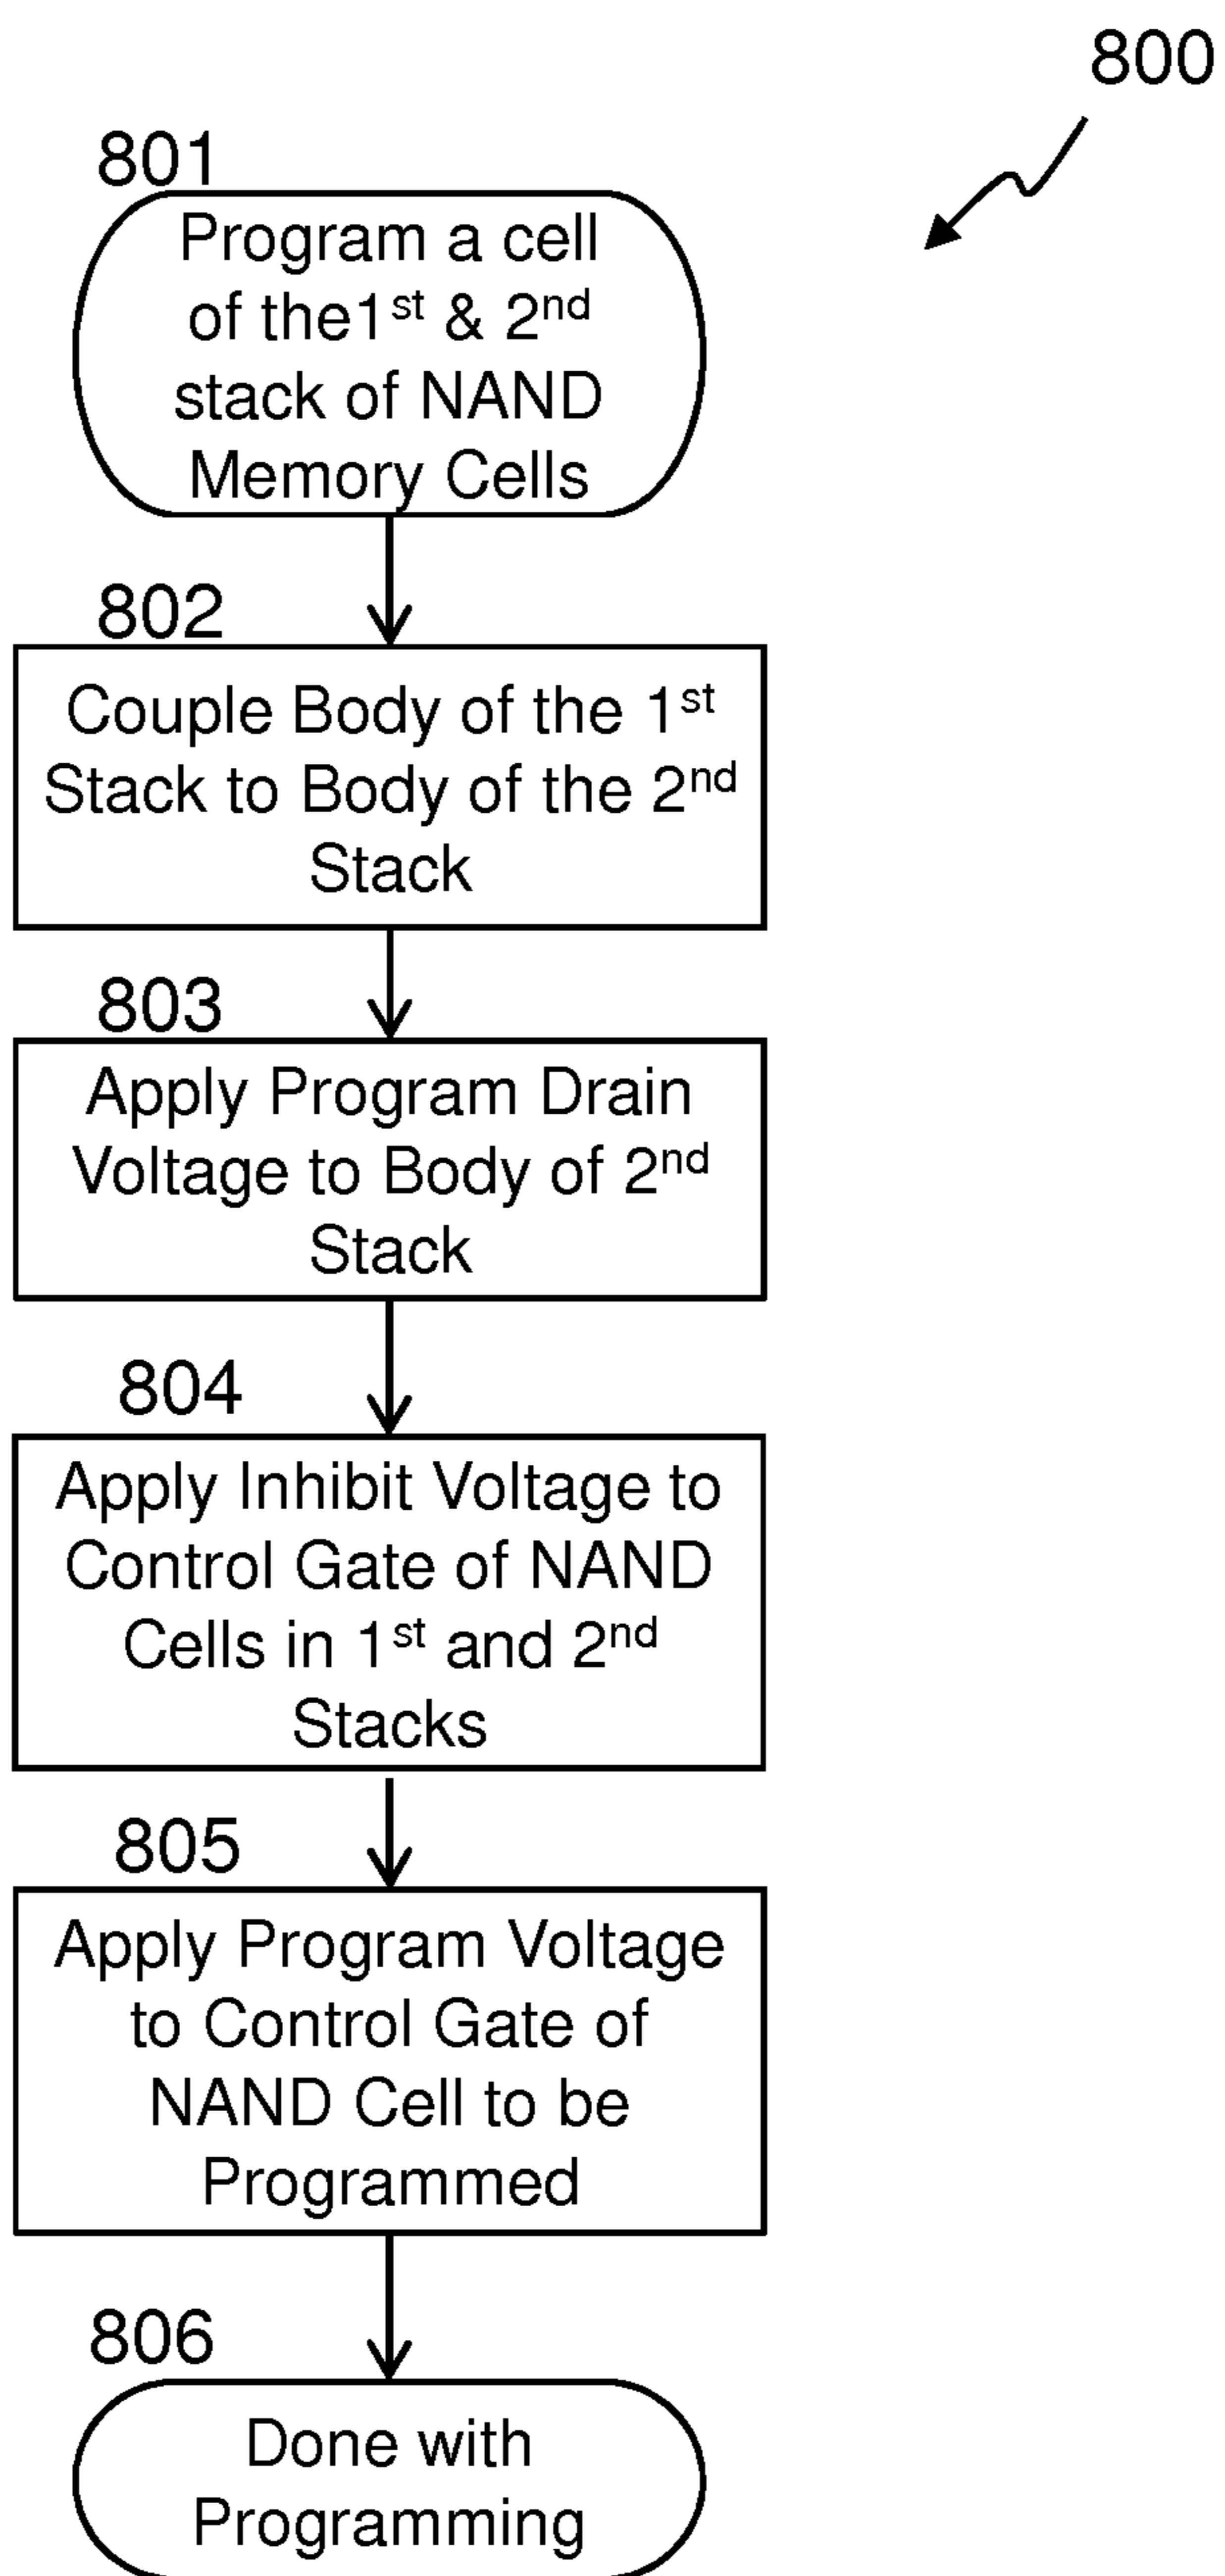 800
801
Program a cell
of the1st & 2nd
stack of NAND
Memory Cells
802
Couple Body of the 1st
Stack to Body of the 2nd
Stack
803
Apply Program Drain
Voltage to Body of 2nd
Stack
804
Apply Inhibit Voltage to
Control Gate of NAND
Cells in 1st and 2nd
Stacks
805
Apply Program Voltage
to Control Gate of
NAND Cell to be
Programmed
806
Done with
Programming